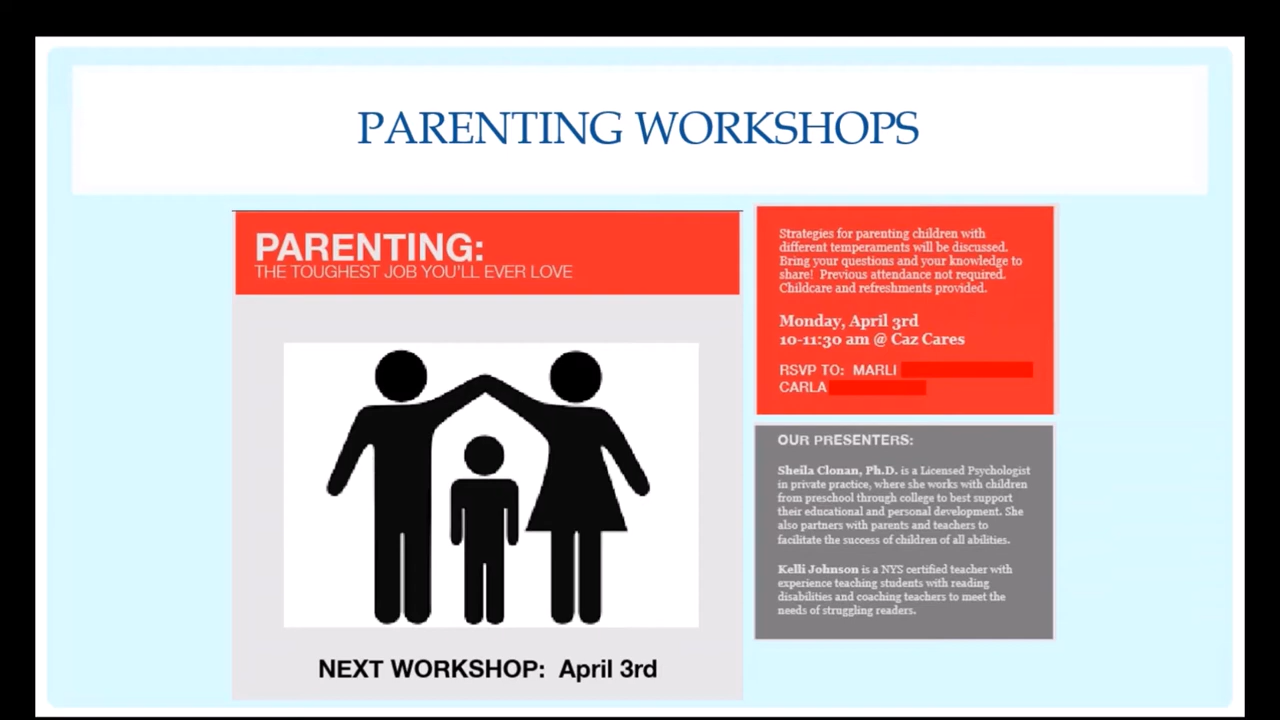 PARENTING WORKSHOPS
PARENTING:
THE TOUGHEST JOB YOU'LL EVER LOVE
NEXT WORKSHOP: April 3rd
Strategies for parenting children with
different temperaments will be discussed.
Bring your questions and your knowledge to
share! Previous attendance not required.
Childcare and refreshments provided.
Monday, April 3rd
10-11:30 am @ Caz Cares
RSVP TO: MARLI
CARLA
OUR PRESENTERS:
Sheila Clonan, Ph.D. is a Licensed Psychologist
in private practice, where she works with children
from preschool through college to best support
their educational and personal development. She
also partners with parents and teachers to
facilitate the success of children of all abilities.
Kelli Johnson is a NYS certified teacher with
experience teaching students with reading
disabilities and coaching teachers to meet the
needs of struggling readers.